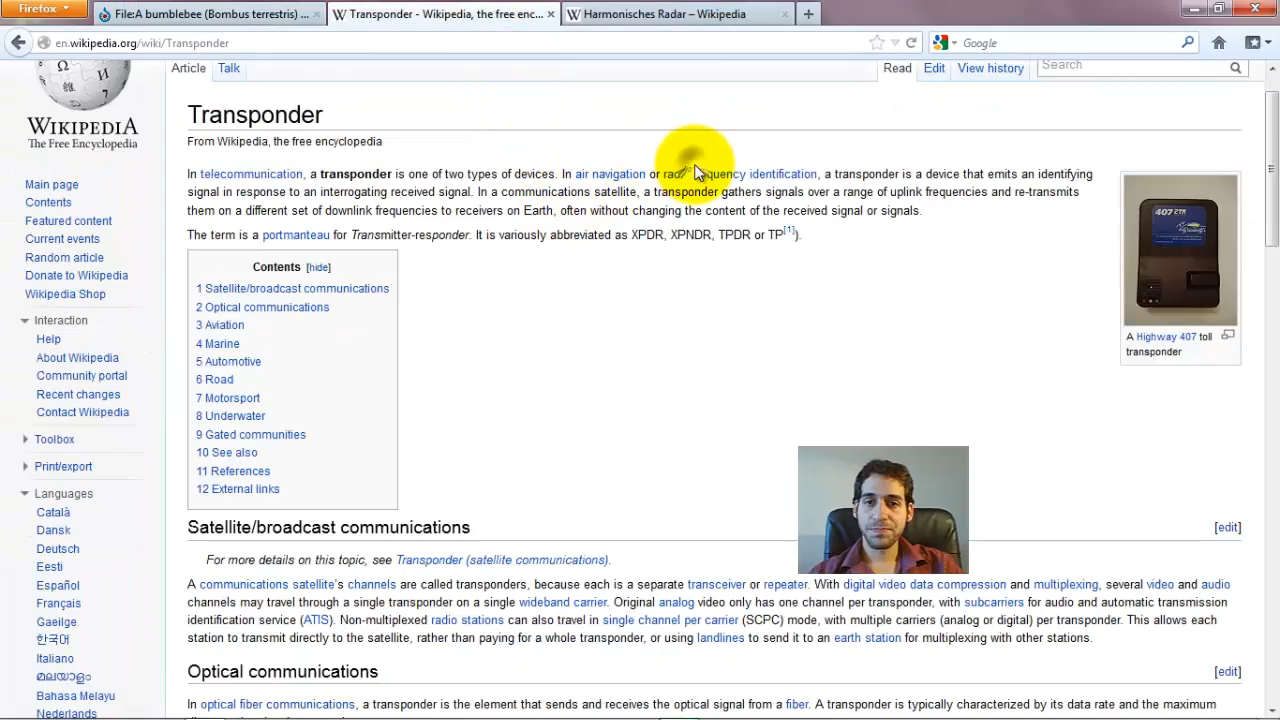 Firefox
File:A bumblebee (Bombus terrestris) ...
Transponder - Wikipedia, the free enc...
Harmonisches Radar – Wikipedia
en.wikipedia.org/wiki/Transponder
Google
Article Talk
Read Edit View history
Search
WIKIPEDIA
The Free Encyclopedia
Main page
Contents
Featured content
Current events
Random article
Donate to Wikipedia
Wikipedia Shop
Interaction
Help
About Wikipedia
Community portal
Recent changes
Contact Wikipedia
Toolbox
Print/export
Languages
Català
Dansk
Deutsch
Eesti
Español
Français
Gaeilge
한국어
Italiano
മലയാളം
Bahasa Melayu
Nederlands
Transponder
From Wikipedia, the free encyclopedia
In telecommunication, a transponder is one of two types of devices. In air navigation or radio frequency identification, a transponder is a device that emits an identifying
signal in response to an interrogating received signal. In a communications satellite, a transponder gathers signals over a range of uplink frequencies and re-transmits
them on a different set of downlink frequencies to receivers on Earth, often without changing the content of the received signal or signals.
The term is a portmanteau for Transmitter-responder. It is variously abbreviated as XPDR, XPNDR, TPDR or TP[1]).
Contents [hide]
1 Satellite/broadcast communications
2 Optical communications
3 Aviation
4 Marine
5 Automotive
6 Road
7 Motorsport
8 Underwater
9 Gated communities
10 See also
11 References
12 External links
407 ETR
A Highway 407 toll
transponder
Satellite/broadcast communications
[edit]
For more details on this topic, see Transponder (satellite communications).
A communications satellite's channels are called transponders, because each is a separate transceiver or repeater. With digital video data compression and multiplexing, several video and audio
channels may travel through a single transponder on a single wideband carrier. Original analog video only has one channel per transponder, with subcarriers for audio and automatic transmission
identification service (ATIS). Non-multiplexed radio stations can also travel in single channel per carrier (SCPC) mode, with multiple carriers (analog or digital) per transponder. This allows each
station to transmit directly to the satellite, rather than paying for a whole transponder, or using landlines to send it to an earth station for multiplexing with other stations.
Optical communications
[edit]
In optical fiber communications, a transponder is the element that sends and receives the optical signal from a fiber. A transponder is typically characterized by its data rate and the maximum